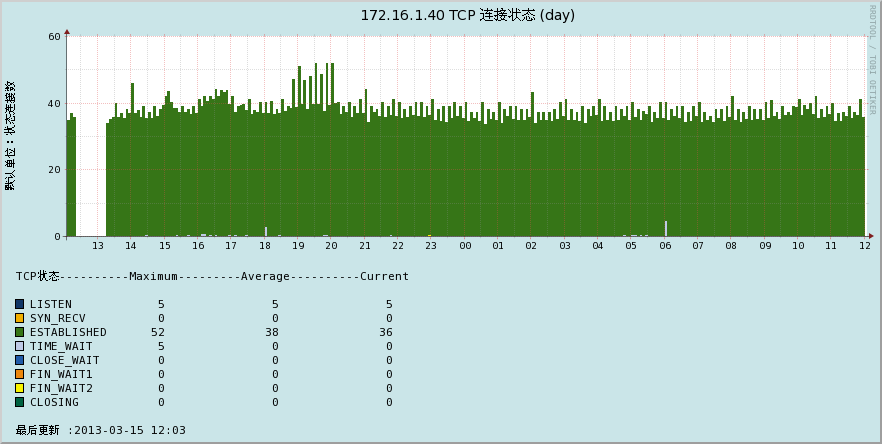 172.16.1.40 TCP 连接状态 (day)
RRDTOOL / TOBI OETIKER
默认单位：状态连接数
60
40
20
0
13 14 15 16 17 18 19 20 21 22 23 00 01 02 03 04 05 06 07 08 09 10 11 12
TCP状态----------Maximum---------Average----------Current
LISTEN 5 5 5
SYN_RECV 0 0 0
ESTABLISHED 52 38 36
TIME_WAIT 5 0 0
CLOSE_WAIT 0 0 0
FIN_WAIT1 0 0 0
FIN_WAIT2 0 0 0
CLOSING 0 0 0
最后更新 :2013-03-15 12:03